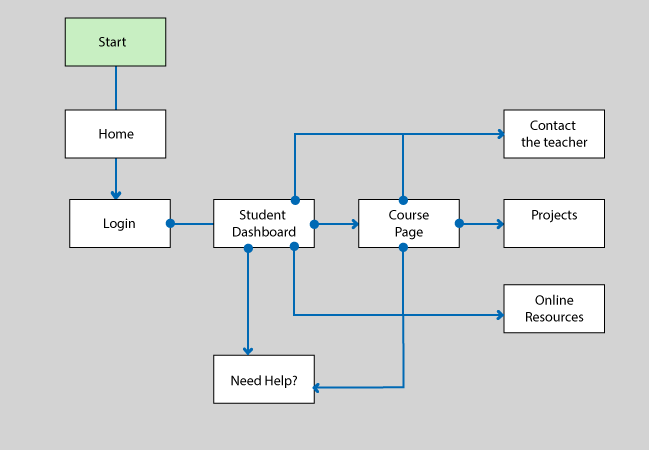 Start
Home
Login
Student
Dashboard
Course
Page
Contact
the teacher
Projects
Online
Resources
Need Help?